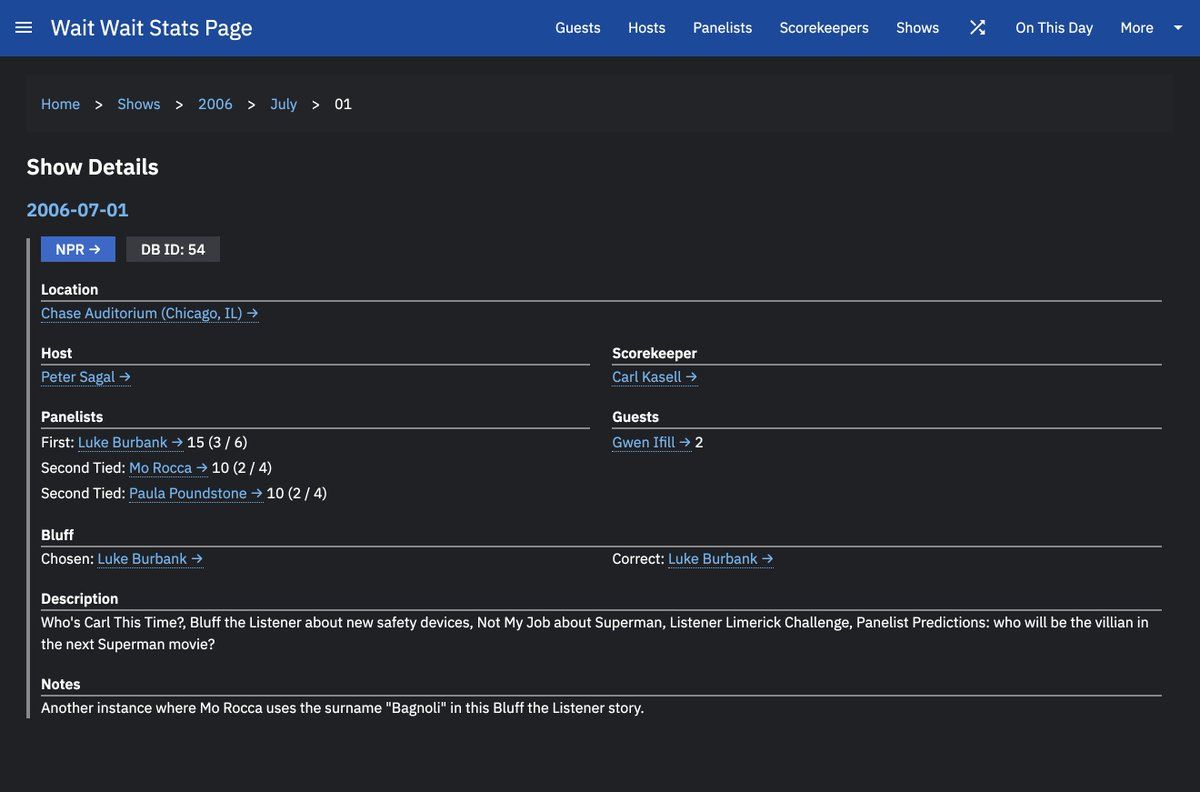 Wait Wait Stats Page
Guests Hosts Panelists Scorekeepers Shows On This Day More
Home > Shows > 2006 > July > 01
Show Details
2006-07-01
NPR → DB ID: 54
Location
Chase Auditorium (Chicago, IL) →
Host
Peter Sagal →
Scorekeeper
Carl Kasell →
Panelists
First: Luke Burbank → 15 (3 / 6)
Second Tied: Mo Rocca → 10 (2 / 4)
Second Tied: Paula Poundstone → 10 (2 / 4)
Guests
Gwen Ifill → 2
Bluff
Chosen: Luke Burbank →
Correct: Luke Burbank →
Description
Who's Carl This Time?, Bluff the Listener about new safety devices, Not My Job about Superman, Listener Limerick Challenge, Panelist Predictions: who will be the villian in
the next Superman movie?
Notes
Another instance where Mo Rocca uses the surname "Bagnoli" in this Bluff the Listener story.